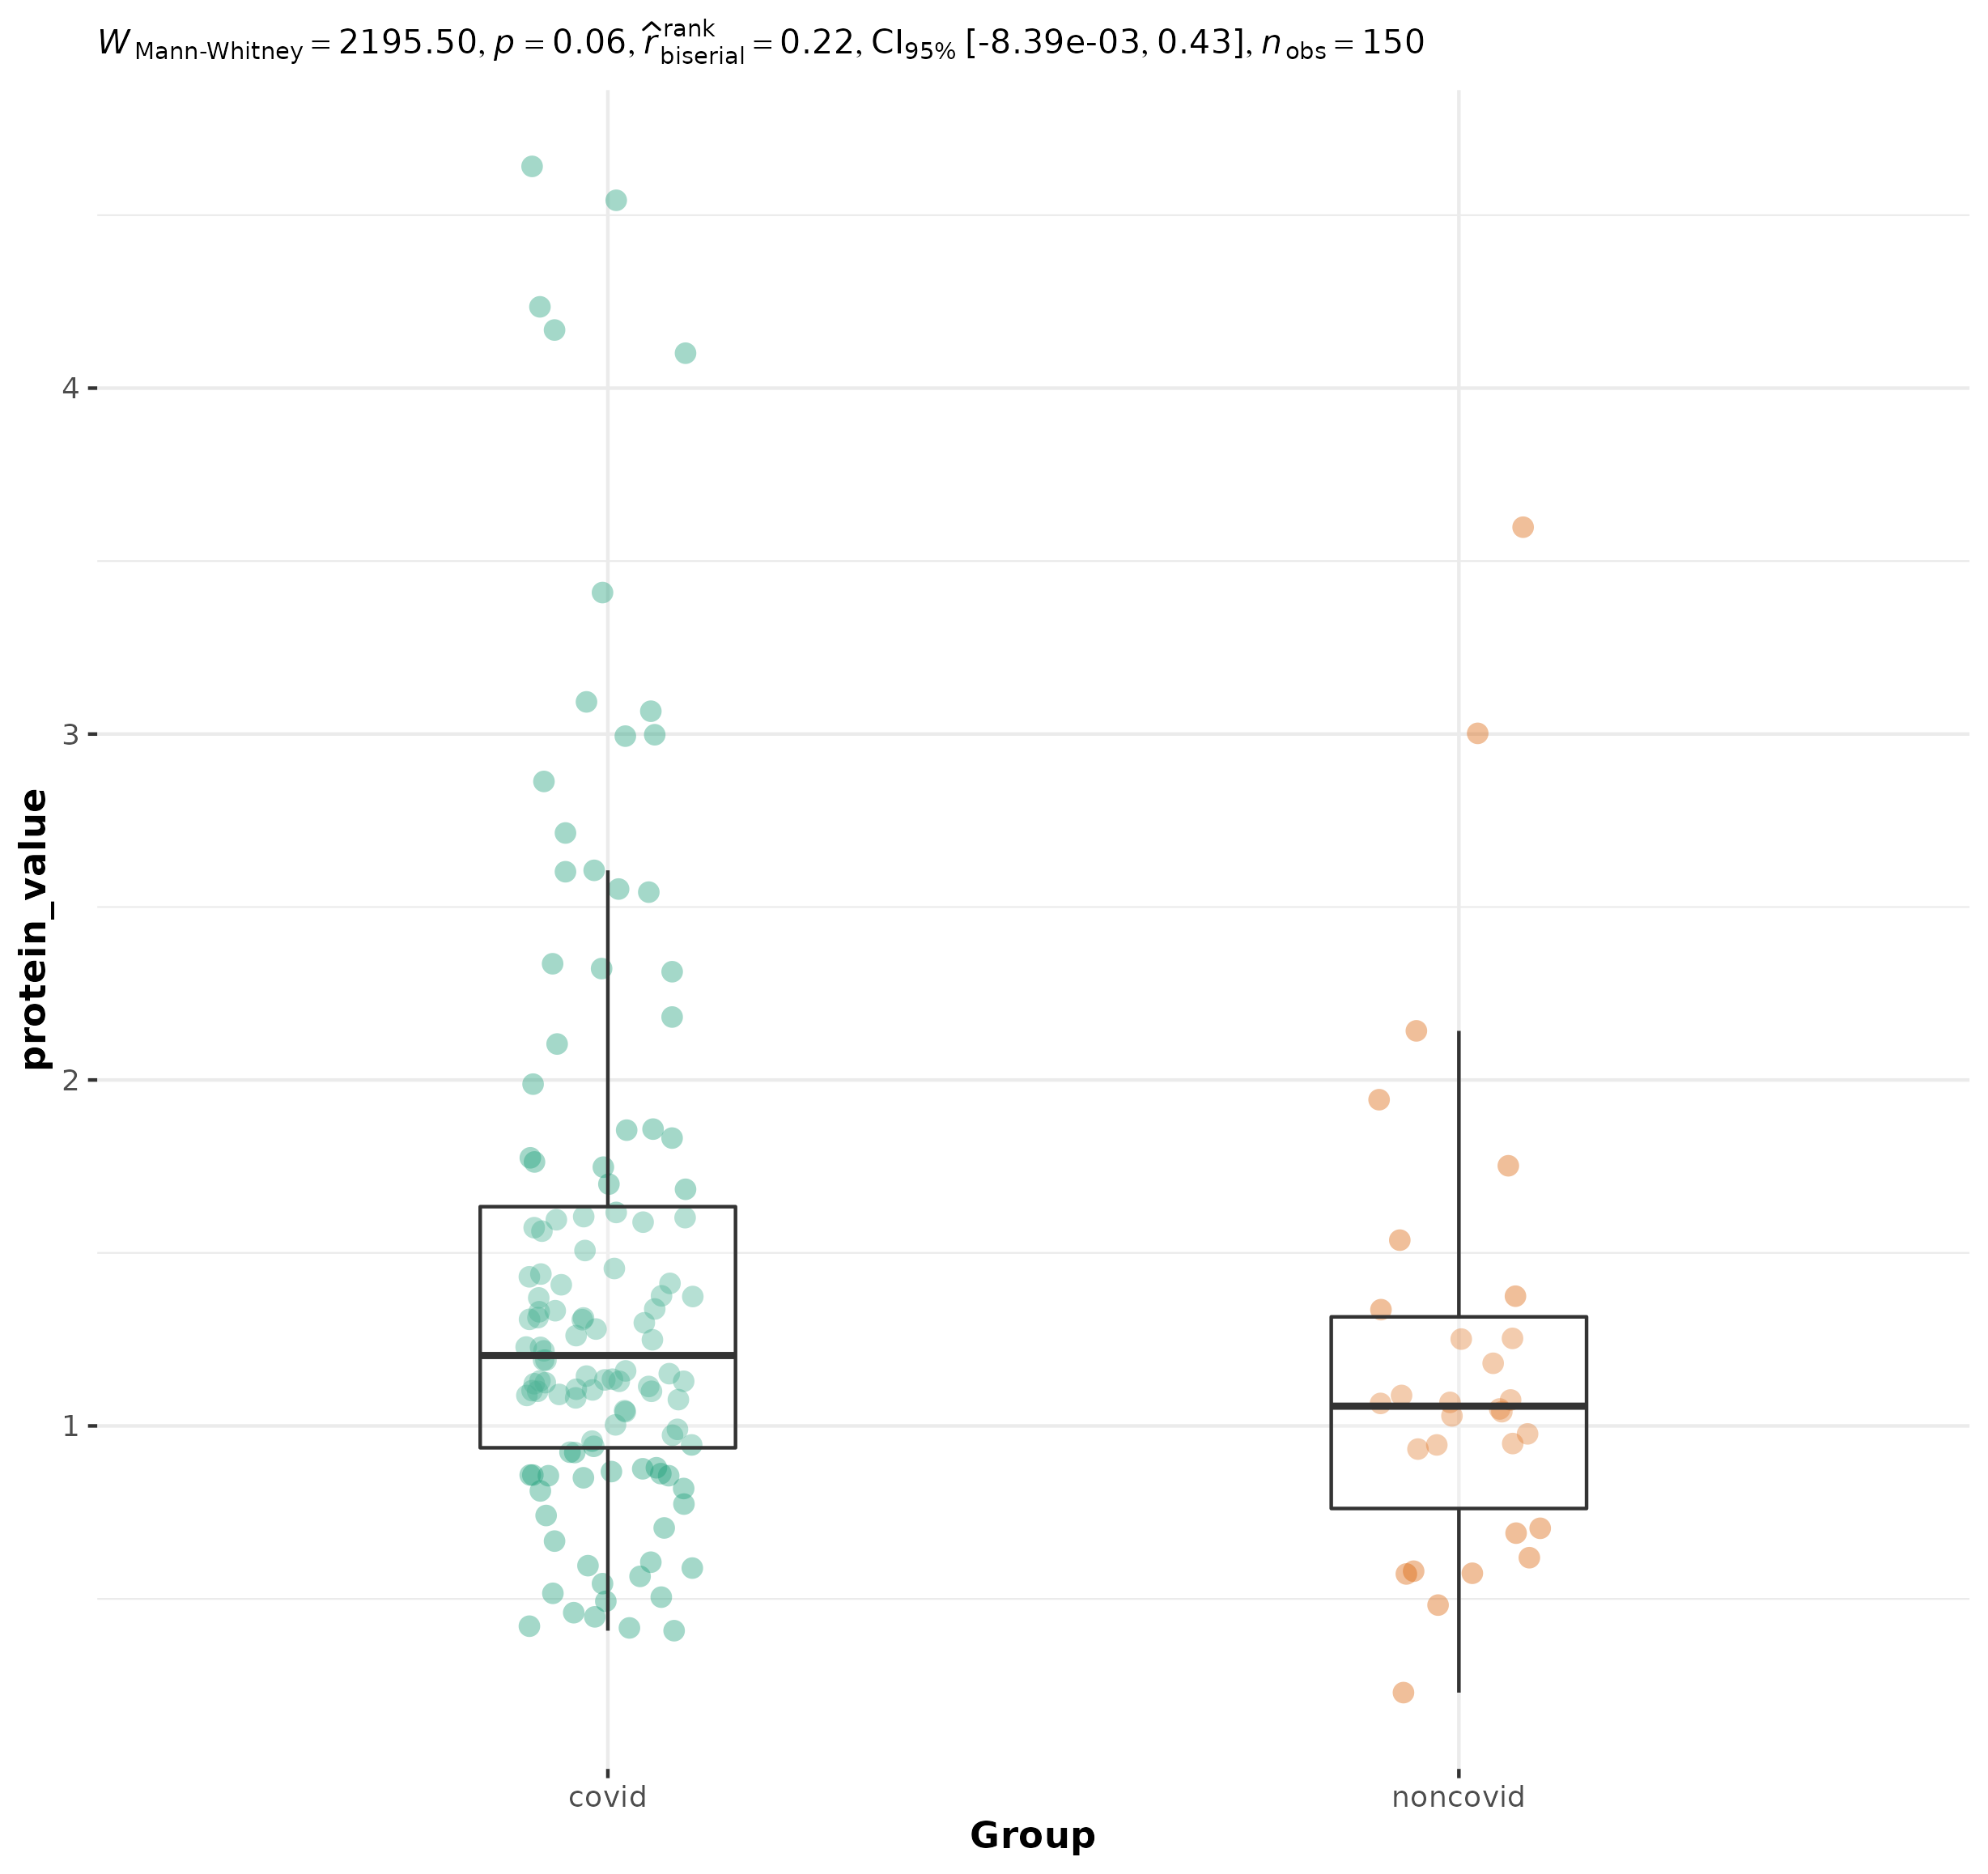 W Mann-Whitney = 2195.50, p = 0.06, r̂ rank biserial = 0.22, CI95% [-8.39e-03, 0.43], n obs = 150
4
3
2
1
protein_value
covid noncovid
Group